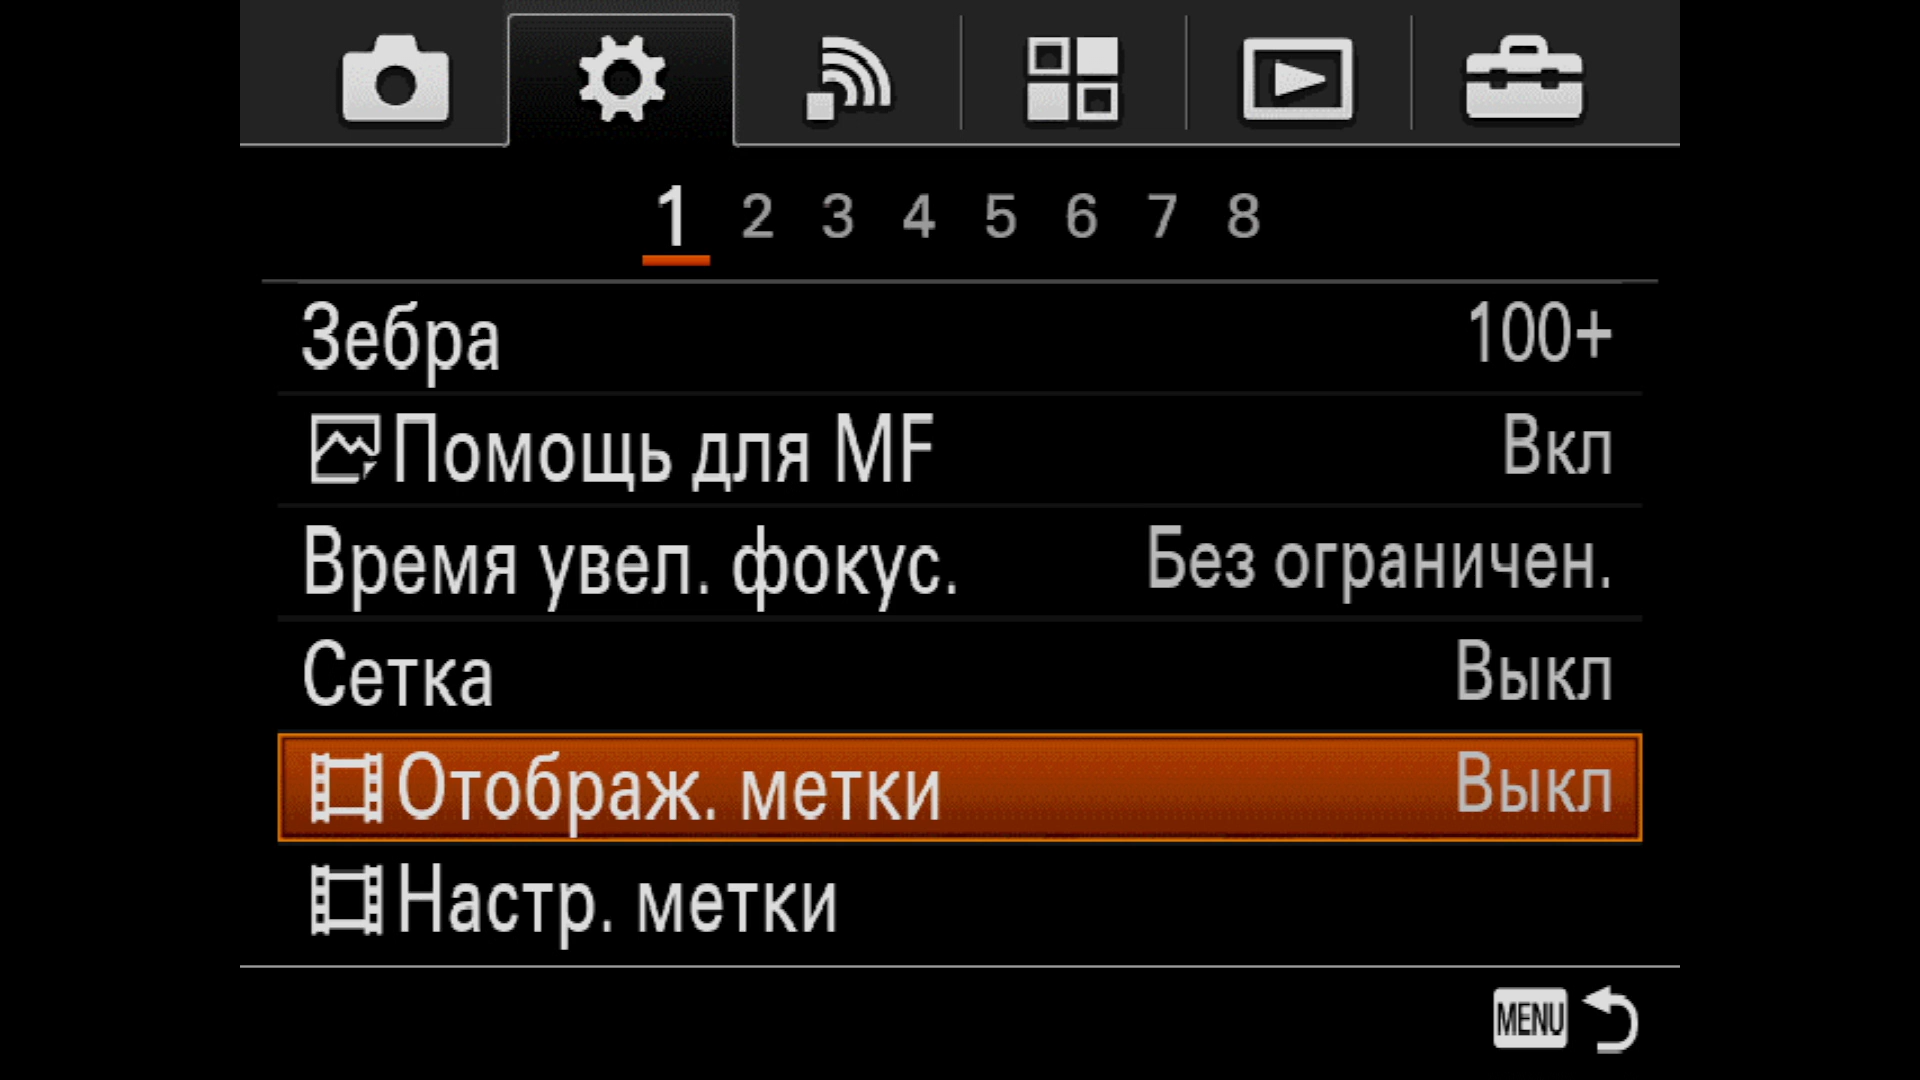 1 2 3 4 5 6 7 8
Зебра 100+
Помощь для MF Вкл
Время увел. фокус. Без ограничен.
Сетка Выкл
Отображ. метки Выкл
Настр. метки
MENU